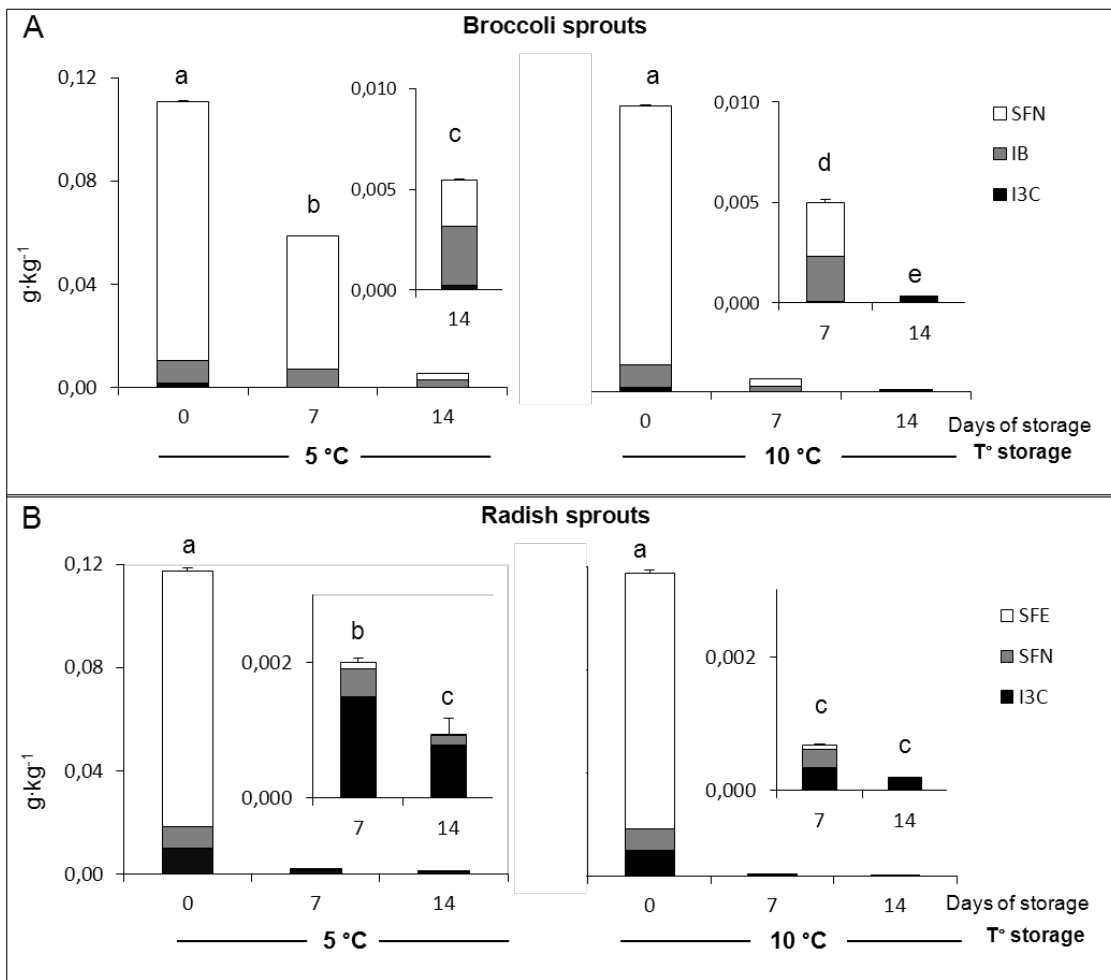 A
Broccoli sprouts
g·kg⁻¹
0,12
0,08
0,04
0,00
a
b
0,010
0,005
0,000
c
14
0 7 14
5 °C
a
0,010
0,005
0,000
d
e
7 14
SFN
IB
I3C
0 7 14 Days of storage
10 °C T° storage
B
Radish sprouts
g·kg⁻¹
0,12
0,08
0,04
0,00
a
0,002
0,000
b
c
7 14
0 7 14
5 °C
a
0,002
0,000
c
c
7 14
SFE
SFN
I3C
0 7 14 Days of storage
10 °C T° storage